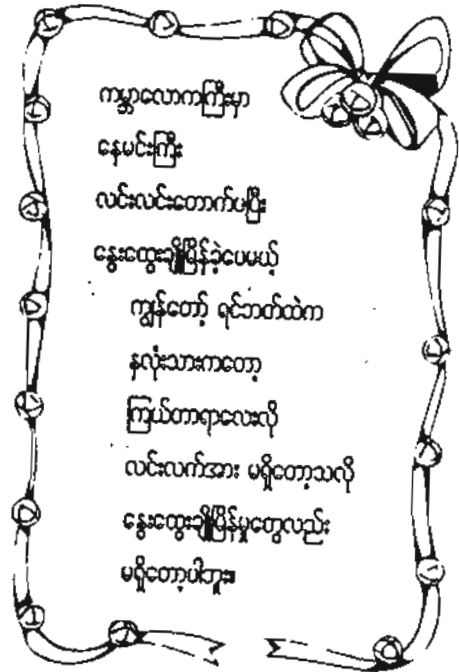 ကမ္ဘာလောကကြီးမှာ
နေမင်းကြီး
လင်းလင်းတောက်ပပြီး
နွေးထွေးချိုမြိန်ခဲ့ပေမယ့်
ကျွန်တော့် ရင်ဘတ်ထဲက
နှလုံးသားကတော့
ကြယ်တာရာလေးလို
လင်းလက်အား မရှိတော့သလို
နွေးထွေးချိုမြိန်မှုတွေလည်း
မရှိတော့ပါဘူး။